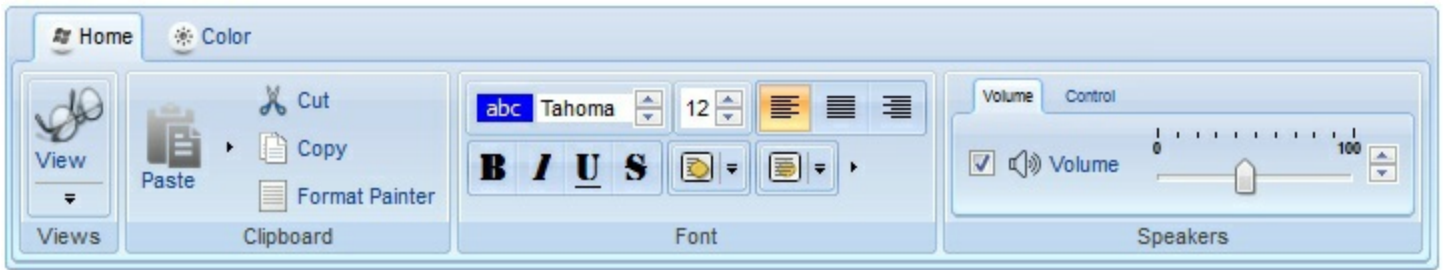 Home Color
View
Views
Paste
Cut
Copy
Format Painter
Clipboard
abc Tahoma 12
B I U S
Font
Volume Control
0 100
Volume
Speakers